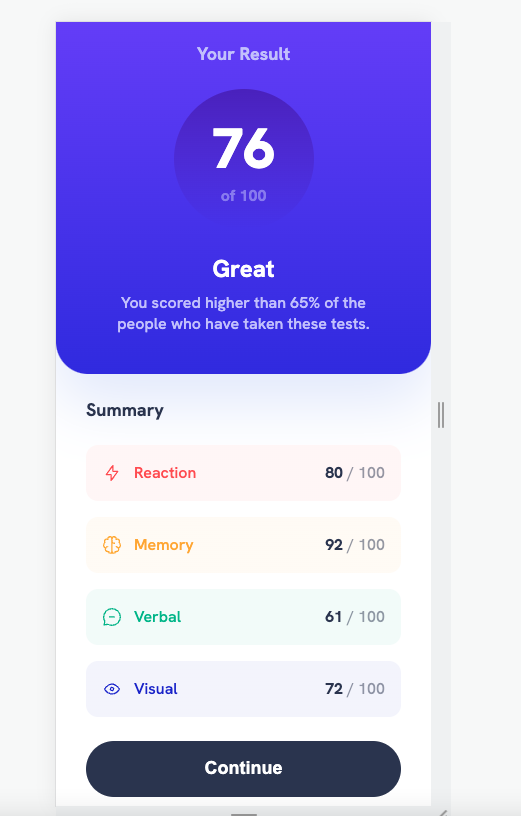 Your Result
76
of 100
Great
You scored higher than 65% of the
people who have taken these tests.
Summary
Reaction 80 / 100
Memory 92 / 100
Verbal 61 / 100
Visual 72 / 100
Continue